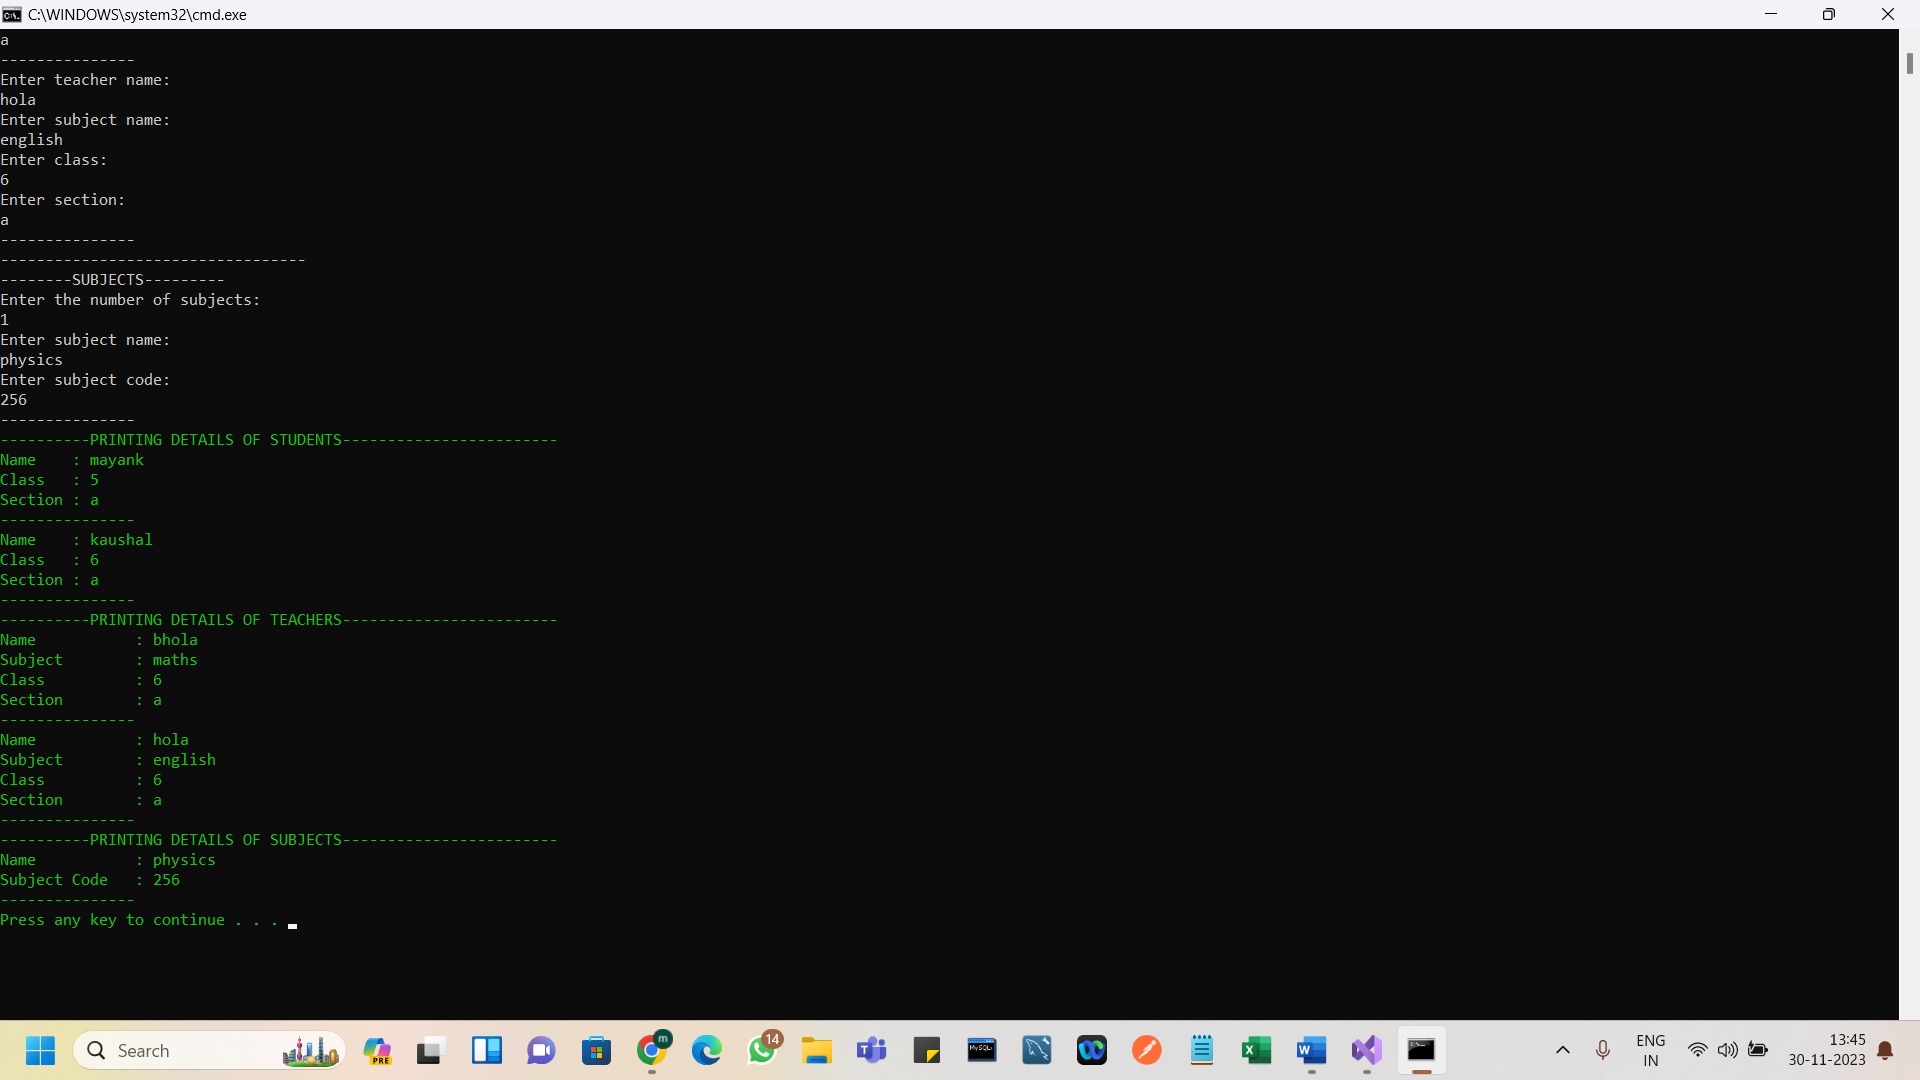 C:\WINDOWS\system32\cmd.exe
a
---------------
Enter teacher name:
hola
Enter subject name:
english
Enter class:
6
Enter section:
a
---------------
----------------------------------
--------SUBJECTS---------
Enter the number of subjects:
1
Enter subject name:
physics
Enter subject code:
256
---------------
----------PRINTING DETAILS OF STUDENTS------------------------
Name    : mayank
Class   : 5
Section : a
---------------
Name    : kaushal
Class   : 6
Section : a
---------------
----------PRINTING DETAILS OF TEACHERS------------------------
Name           : bhola
Subject        : maths
Class          : 6
Section        : a
---------------
Name           : hola
Subject        : english
Class          : 6
Section        : a
---------------
----------PRINTING DETAILS OF SUBJECTS------------------------
Name           : physics
Subject Code   : 256
---------------
Press any key to continue . . .
Search
PRE
m
14
MySQL
ENG
IN
13:45
30-11-2023